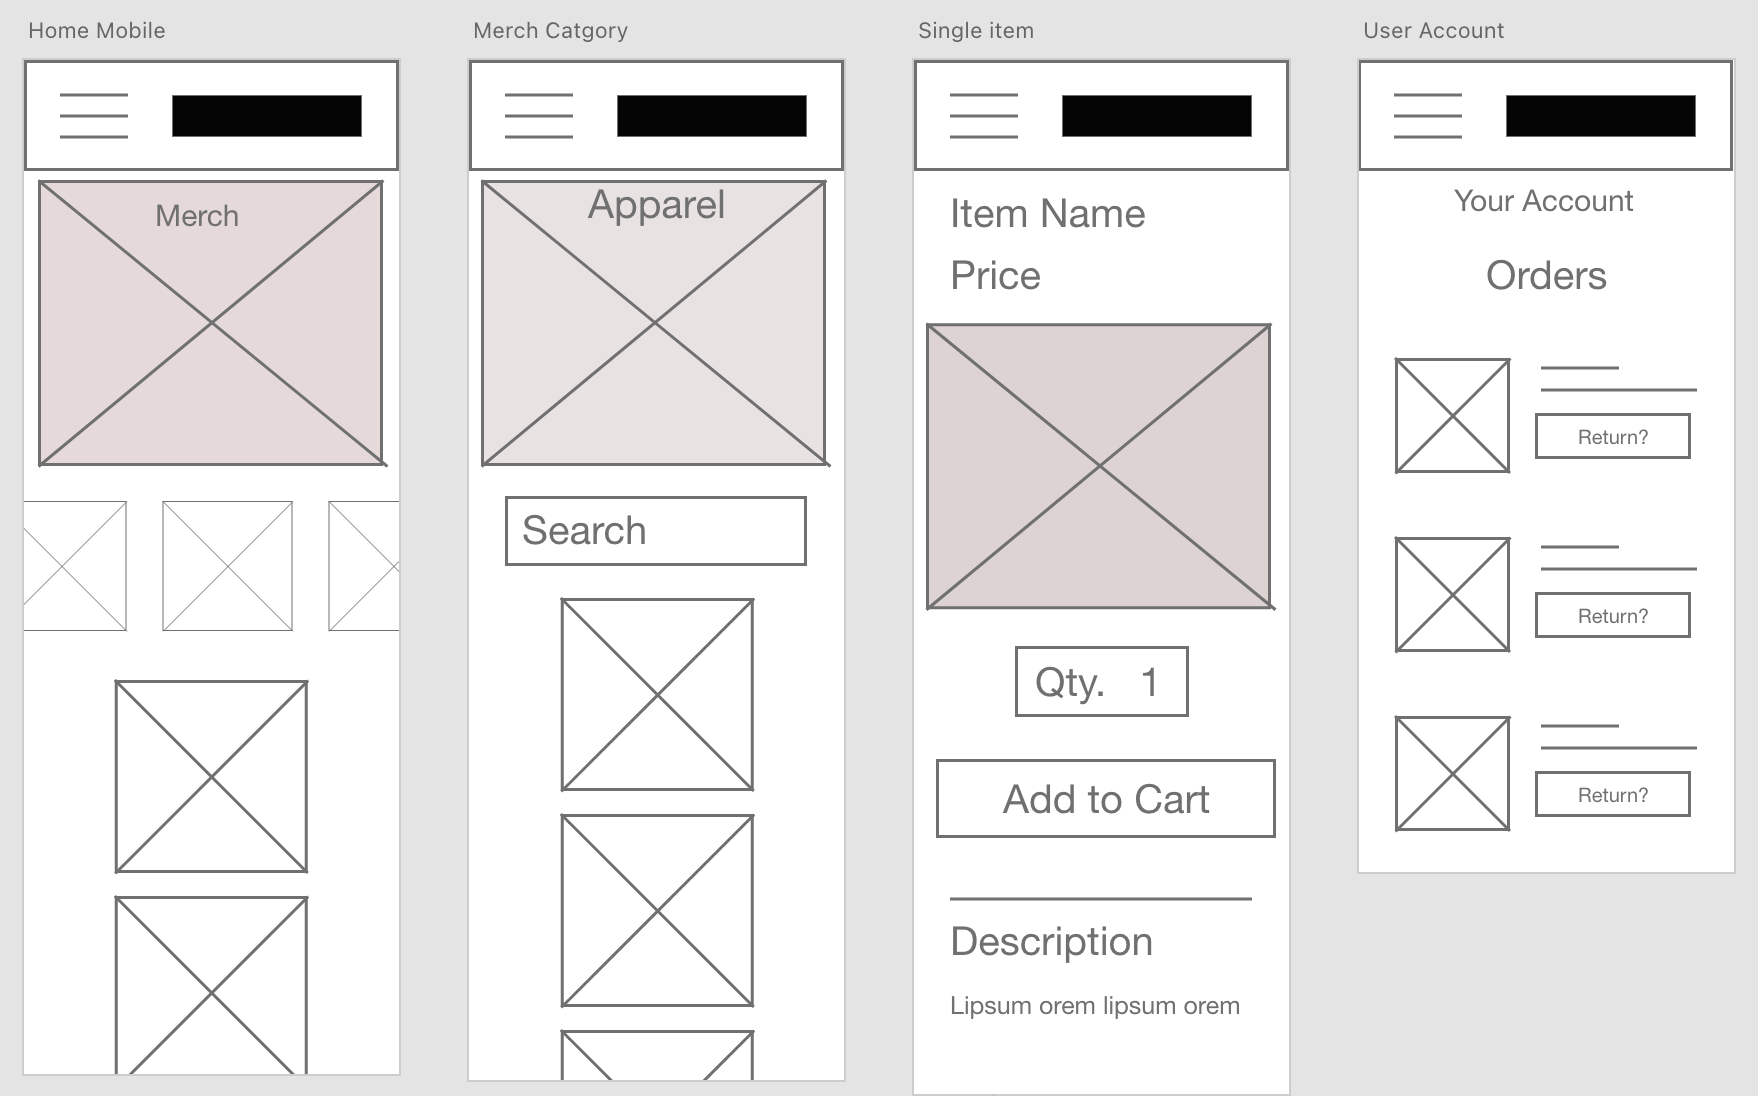 Home Mobile
Merch
Merch Catgory
Apparel
Search
Single item
Item Name
Price
Qty. 1
Add to Cart
Description
Lipsum orem lipsum orem
User Account
Your Account
Orders
Return?
Return?
Return?